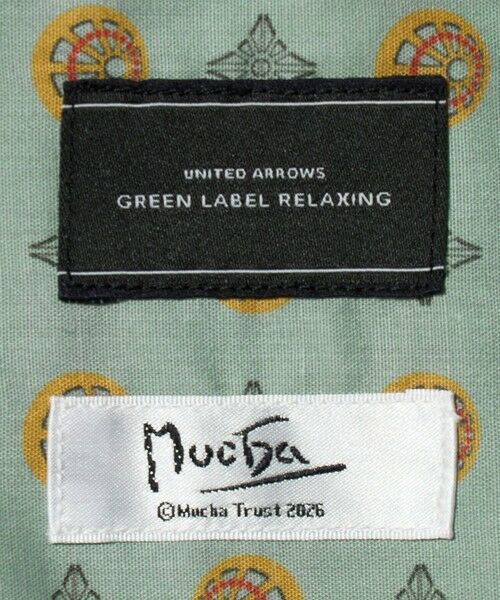 UNITED ARROWS
GREEN LABEL RELAXING
Mucha
©Mucha Trust 2026